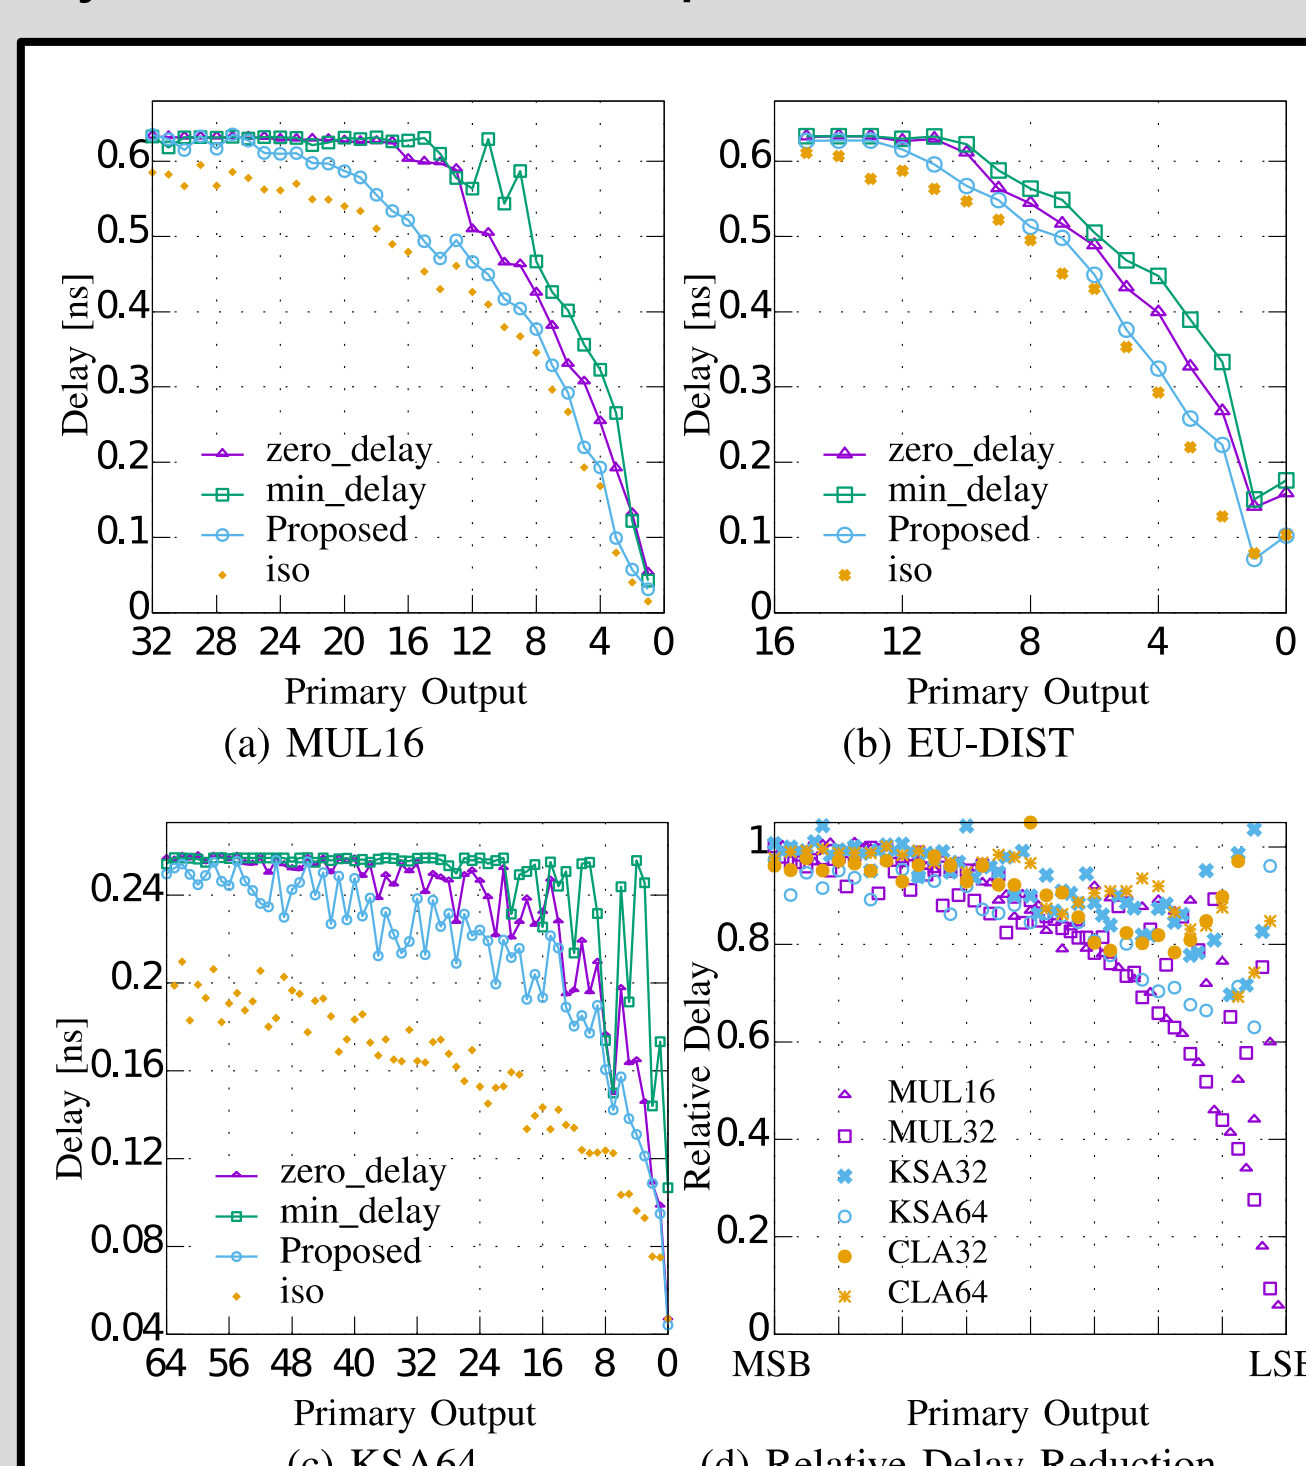 0.6
0.5
0.4
0.3
0.2
0.1
0
Delay [ns]
zero_delay
min_delay
Proposed
iso
32 28 24 20 16 12 8 4 0
Primary Output
(a) MUL16
0.6
0.5
0.4
0.3
0.2
0.1
0
Delay [ns]
zero_delay
min_delay
Proposed
iso
16 12 8 4 0
Primary Output
(b) EU-DIST
0.24
0.2
0.16
0.12
0.08
0.04
Delay [ns]
zero_delay
min_delay
Proposed
iso
64 56 48 40 32 24 16 8 0
Primary Output
(c) KSA64
1
0.8
0.6
0.4
0.2
0
Relative Delay
MUL16
MUL32
KSA32
KSA64
CLA32
CLA64
MSB LSB
Primary Output
(d) Relative Delay Reduction